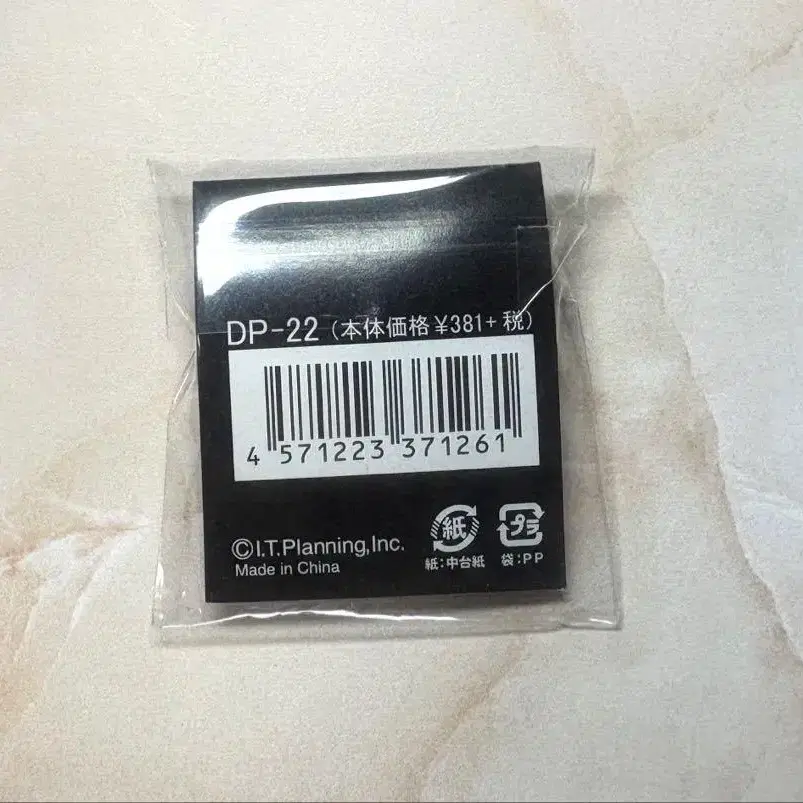 DP-22（本体価格￥381+ 税）
4 571223 371261
紙 プラ
©I.T.Planning,Inc.
紙：中台紙 袋：PP
Made in China